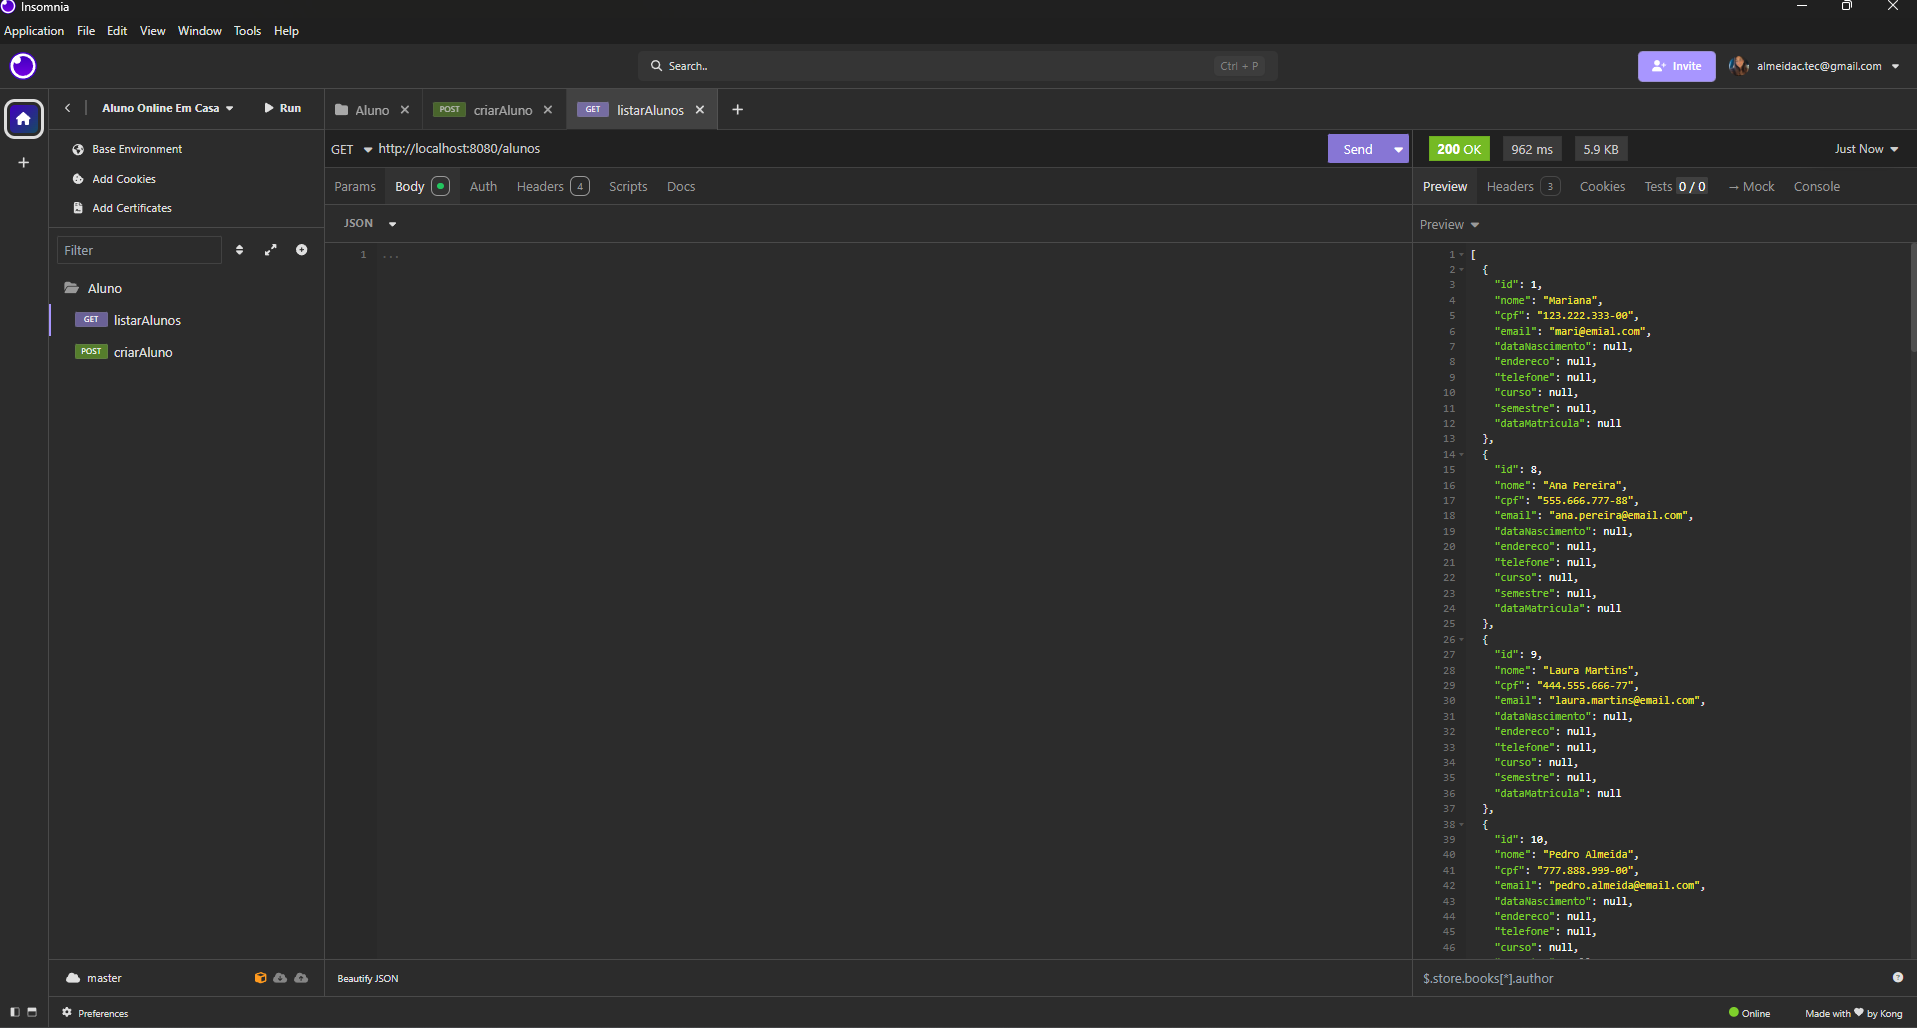 Insomnia
Application File Edit View Window Tools Help
Search.. Ctrl + P
Invite almeidac.tec@gmail.com
Aluno Online Em Casa Run
Aluno
POST criarAluno
GET listarAlunos
Base Environment
Add Cookies
Add Certificates
Filter
Aluno
GET listarAlunos
POST criarAluno
GET http://localhost:8080/alunos Send
Params Body Auth Headers 4 Scripts Docs
JSON
1 ...
200 OK 962 ms 5.9 KB Just Now
Preview Headers 3 Cookies Tests 0 / 0 → Mock Console
Preview
1 [
2 {
3 "id": 1,
4 "nome": "Mariana",
5 "cpf": "123.222.333-00",
6 "email": "mari@emial.com",
7 "dataNascimento": null,
8 "endereco": null,
9 "telefone": null,
10 "curso": null,
11 "semestre": null,
12 "dataMatricula": null
13 },
14 {
15 "id": 8,
16 "nome": "Ana Pereira",
17 "cpf": "555.666.777-88",
18 "email": "ana.pereira@email.com",
19 "dataNascimento": null,
20 "endereco": null,
21 "telefone": null,
22 "curso": null,
23 "semestre": null,
24 "dataMatricula": null
25 },
26 {
27 "id": 9,
28 "nome": "Laura Martins",
29 "cpf": "444.555.666-77",
30 "email": "laura.martins@email.com",
31 "dataNascimento": null,
32 "endereco": null,
33 "telefone": null,
34 "curso": null,
35 "semestre": null,
36 "dataMatricula": null
37 },
38 {
39 "id": 10,
40 "nome": "Pedro Almeida",
41 "cpf": "777.888.999-00",
42 "email": "pedro.almeida@email.com",
43 "dataNascimento": null,
44 "endereco": null,
45 "telefone": null,
46 "curso": null,
master
Beautify JSON
$.store.books[*].author
Preferences
Online
Made with ♥ by Kong